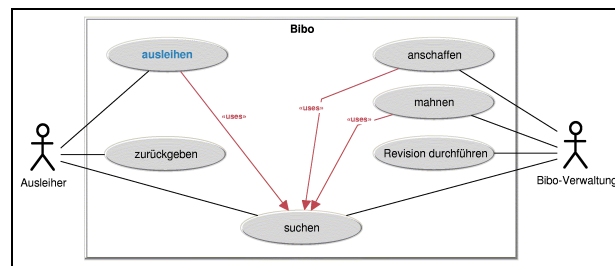 Bibo
ausleihen
anschaffen
«uses»
mahnen
«uses»
«uses»
zurückgeben
Revision durchführen
Ausleiher
Bibo-Verwaltung
suchen